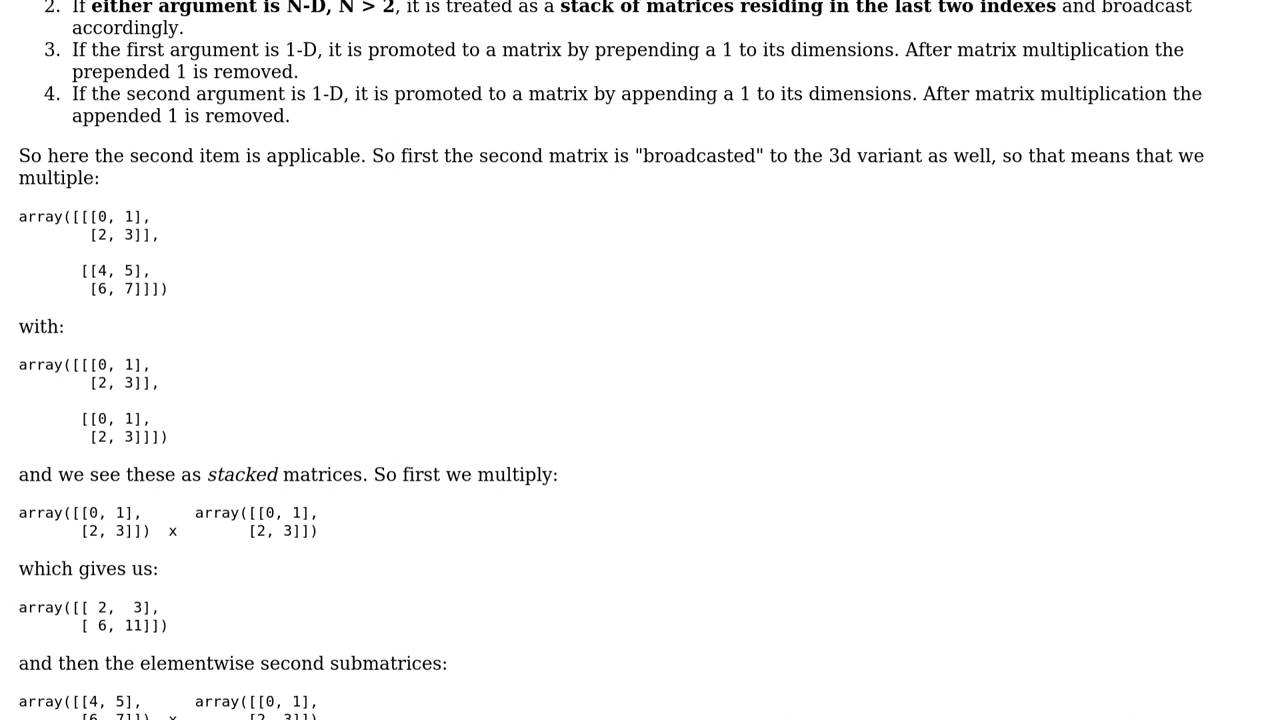 2. If either argument is N-D, N > 2, it is treated as a stack of matrices residing in the last two indexes and broadcast
accordingly.
3. If the first argument is 1-D, it is promoted to a matrix by prepending a 1 to its dimensions. After matrix multiplication the
prepended 1 is removed.
4. If the second argument is 1-D, it is promoted to a matrix by appending a 1 to its dimensions. After matrix multiplication the
appended 1 is removed.
So here the second item is applicable. So first the second matrix is "broadcasted" to the 3d variant as well, so that means that we
multiple:
array([[[0, 1],
        [2, 3]],
       [[4, 5],
        [6, 7]]])
with:
array([[[0, 1],
        [2, 3]],
       [[0, 1],
        [2, 3]]])
and we see these as stacked matrices. So first we multiply:
array([[0, 1],      array([[0, 1],
       [2, 3]])  x        [2, 3]])
which gives us:
array([[ 2,  3],
       [ 6, 11]])
and then the elementwise second submatrices:
array([[4, 5],      array([[0, 1],
       [6, 7]])  x        [2, 3]])